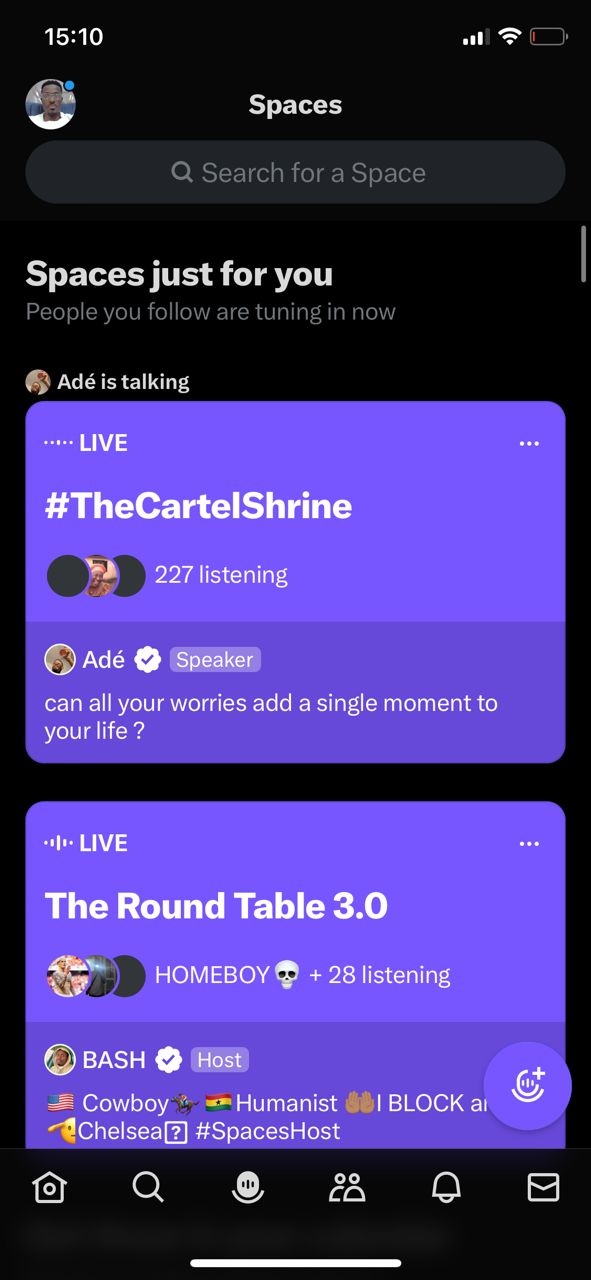 15:10
Spaces
Search for a Space
Spaces just for you
People you follow are tuning in now
Adé is talking
LIVE
#TheCartelShrine
227 listening
Adé Speaker
can all your worries add a single moment to
your life ?
LIVE
The Round Table 3.0
HOMEBOY💀 + 28 listening
BASH Host
🇺🇸 Cowboy🏇 🇬🇭Humanist 🤲🏽I BLOCK
🫡Chelsea⍰ #SpacesHost